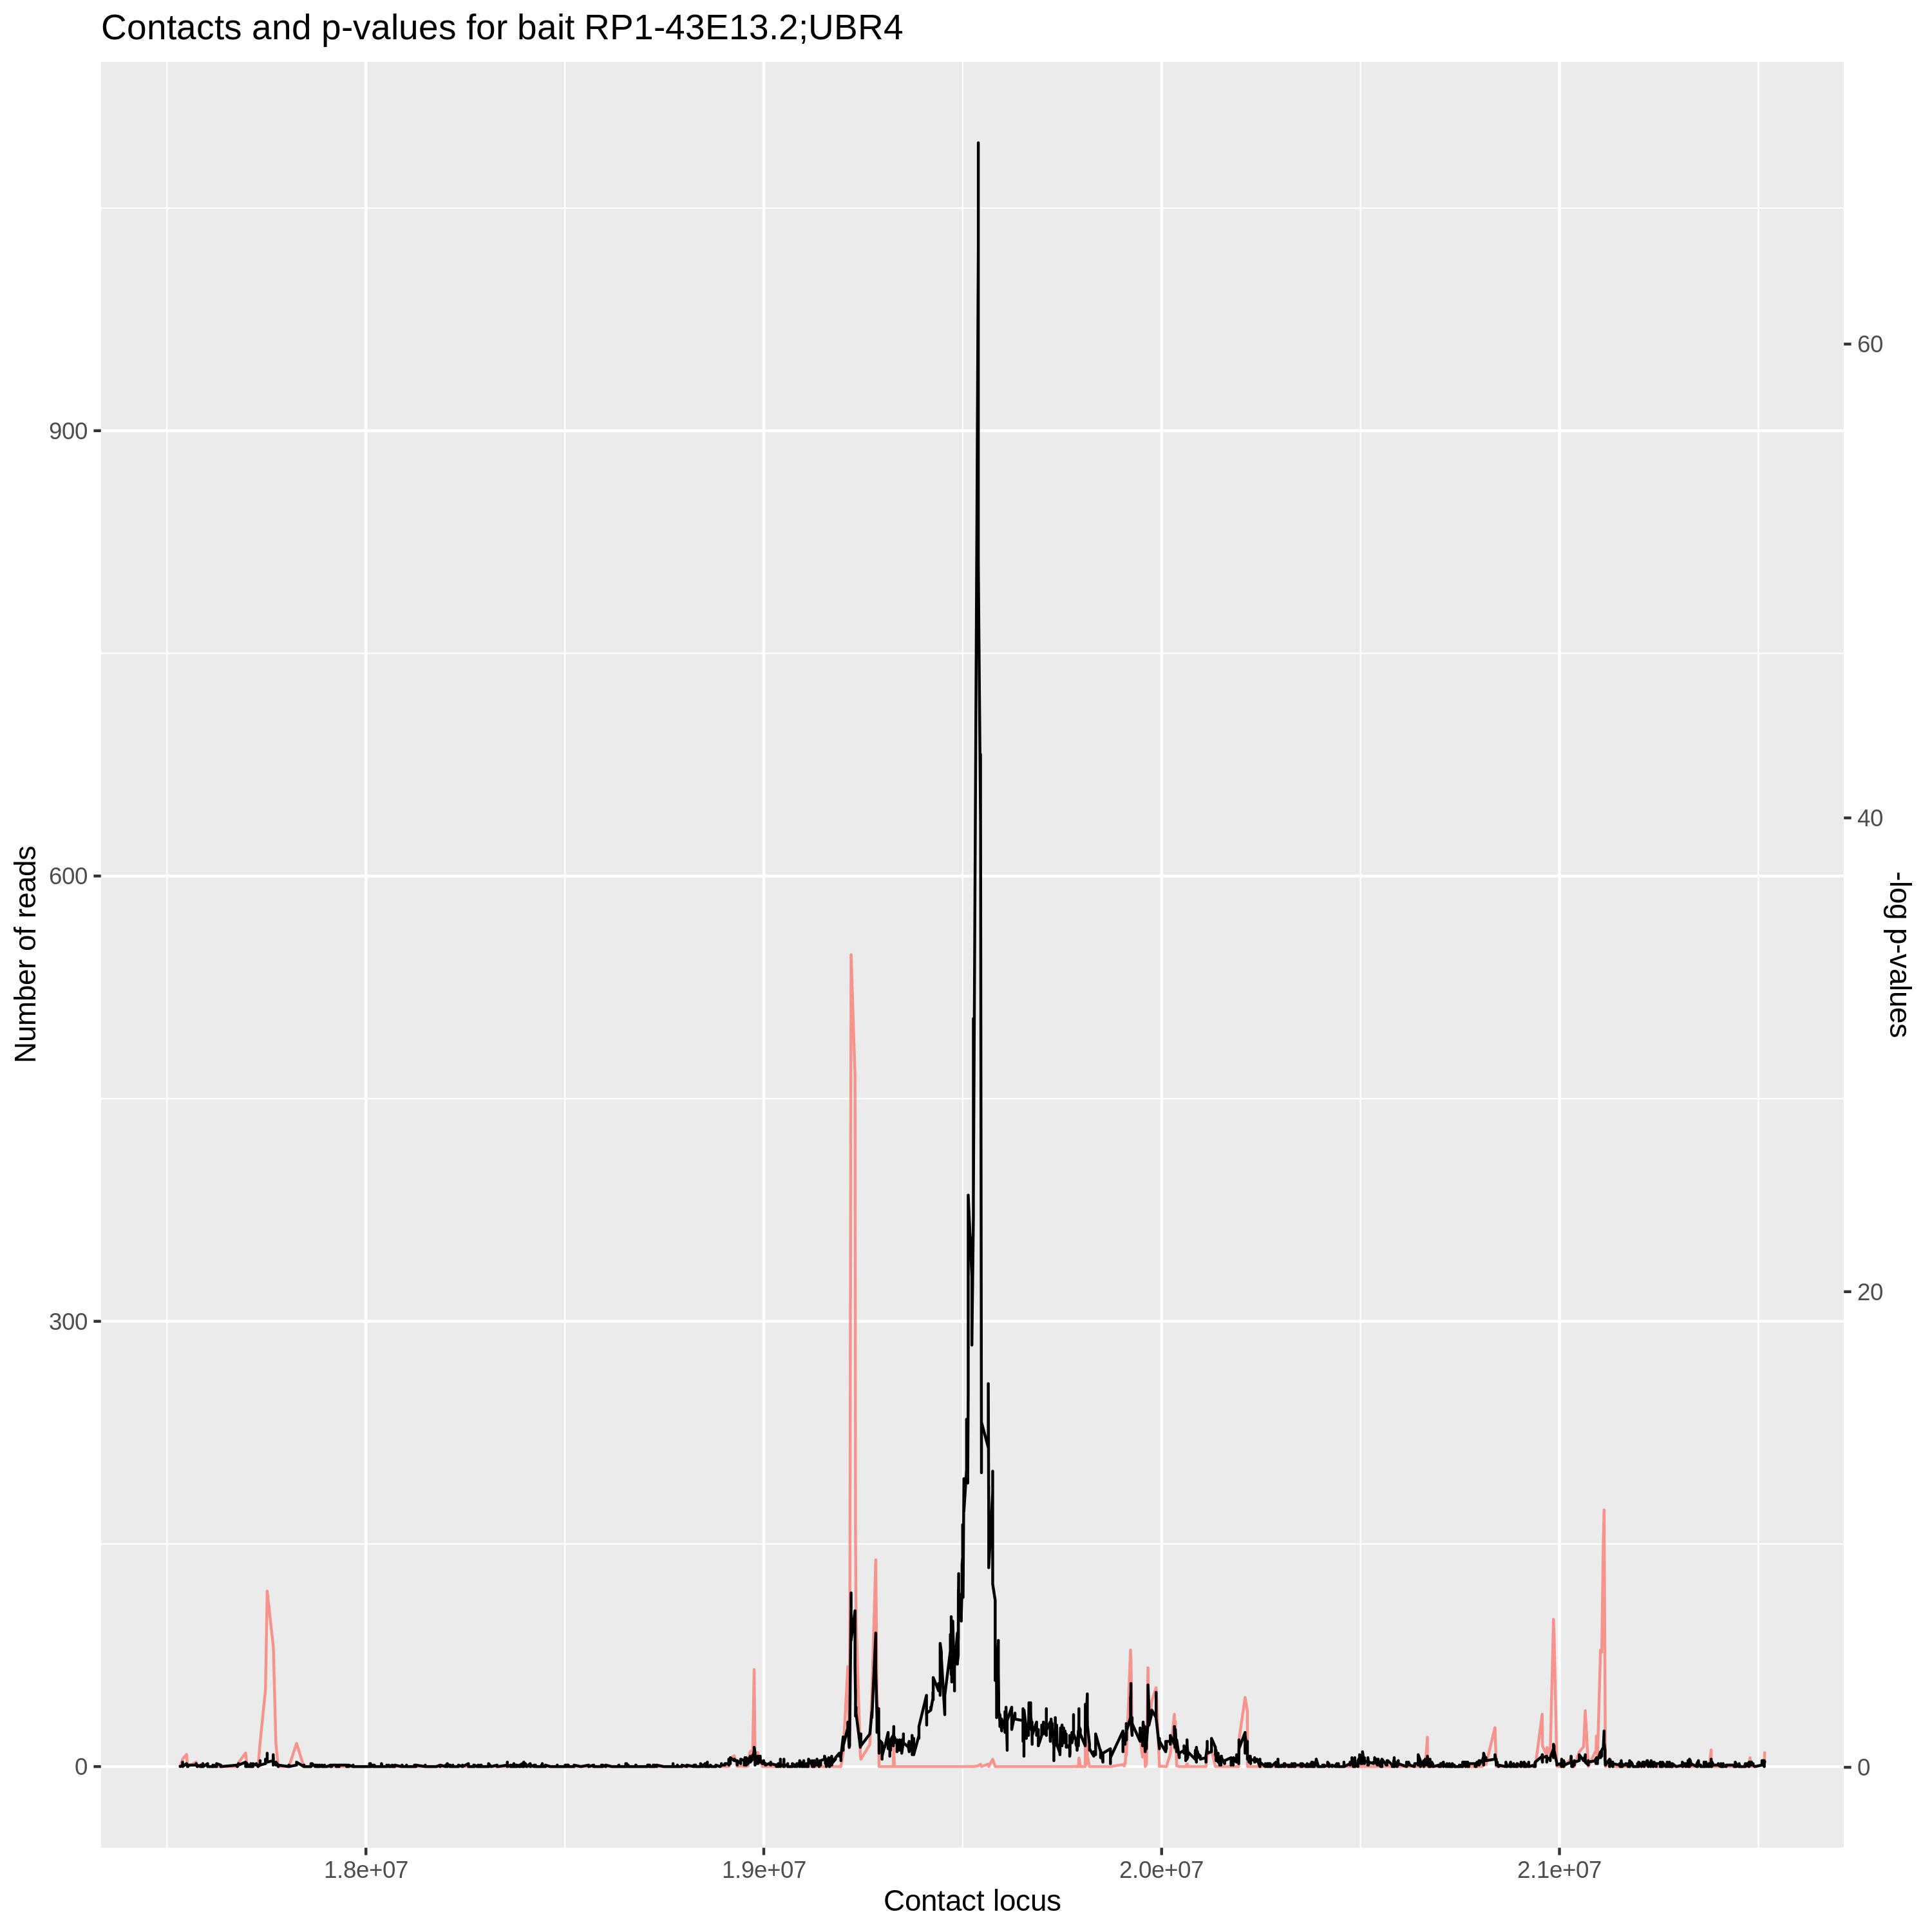 Contacts and p-values for bait RP1-43E13.2;UBR4
Number of reads
900
600
300
0
60
40
20
0
-log p-values
1.8e+07
1.9e+07
2.0e+07
2.1e+07
Contact locus